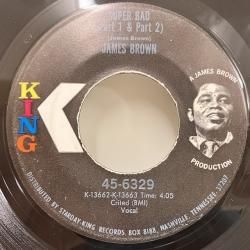 SUPER BAD
(Part 1 & Part 2)
(James Brown)
JAMES BROWN
KING
A JAMES BROWN
PRODUCTION
45-6329
K-13662-K-13663 Time: 4:05
Crited (BMI)
Vocal
DISTRIBUTED BY STARDAY-KING RECORDS BOX 8188, NASHVILLE, TENNESSEE-37207